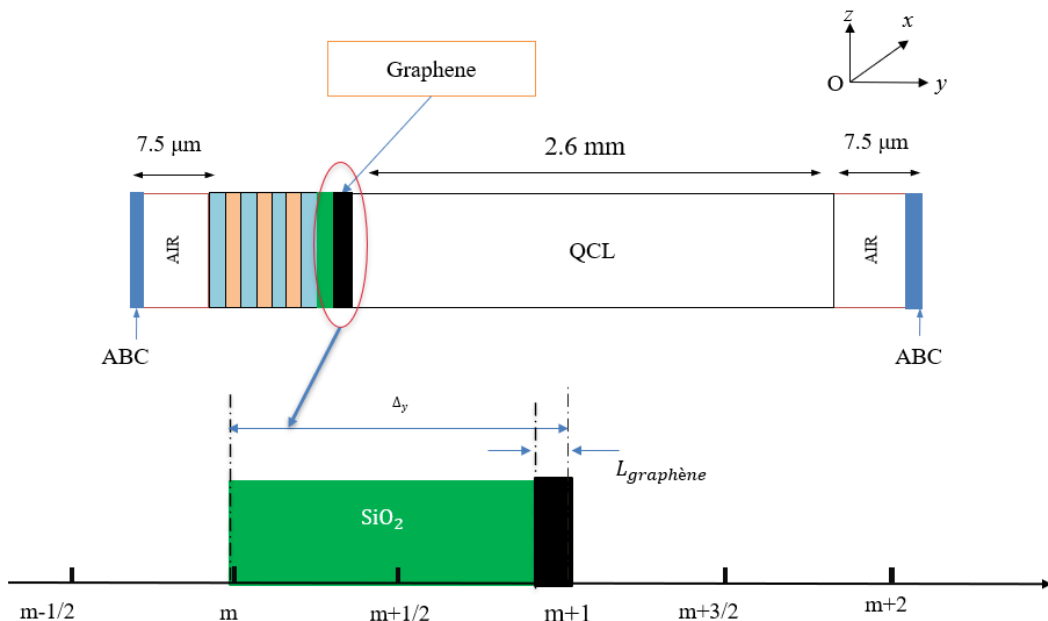 Graphene
z
x
O
y
7.5 μm
2.6 mm
7.5 μm
AIR
QCL
AIR
ABC
ABC
Δy
Lgraphène
SiO₂
m-1/2
m
m+1/2
m+1
m+3/2
m+2